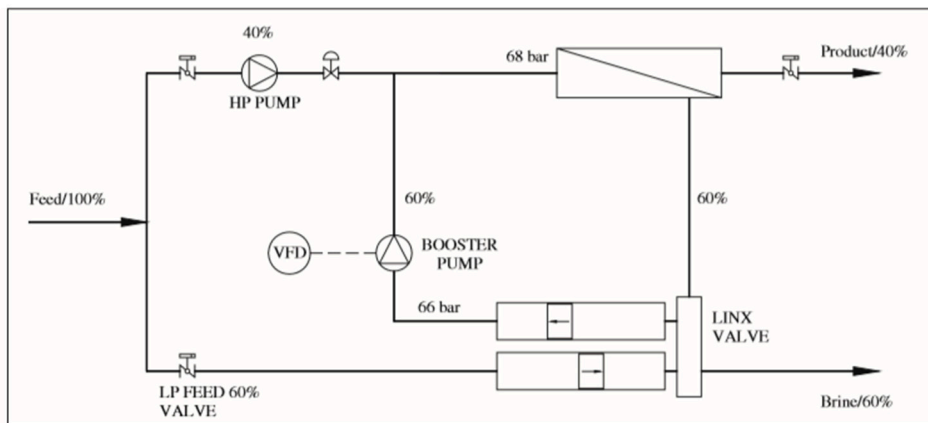 40%
68 bar
Product/40%
HP PUMP
Feed/100%
60%
60%
VFD
BOOSTER
PUMP
66 bar
LINX
VALVE
LP FEED 60%
VALVE
Brine/60%